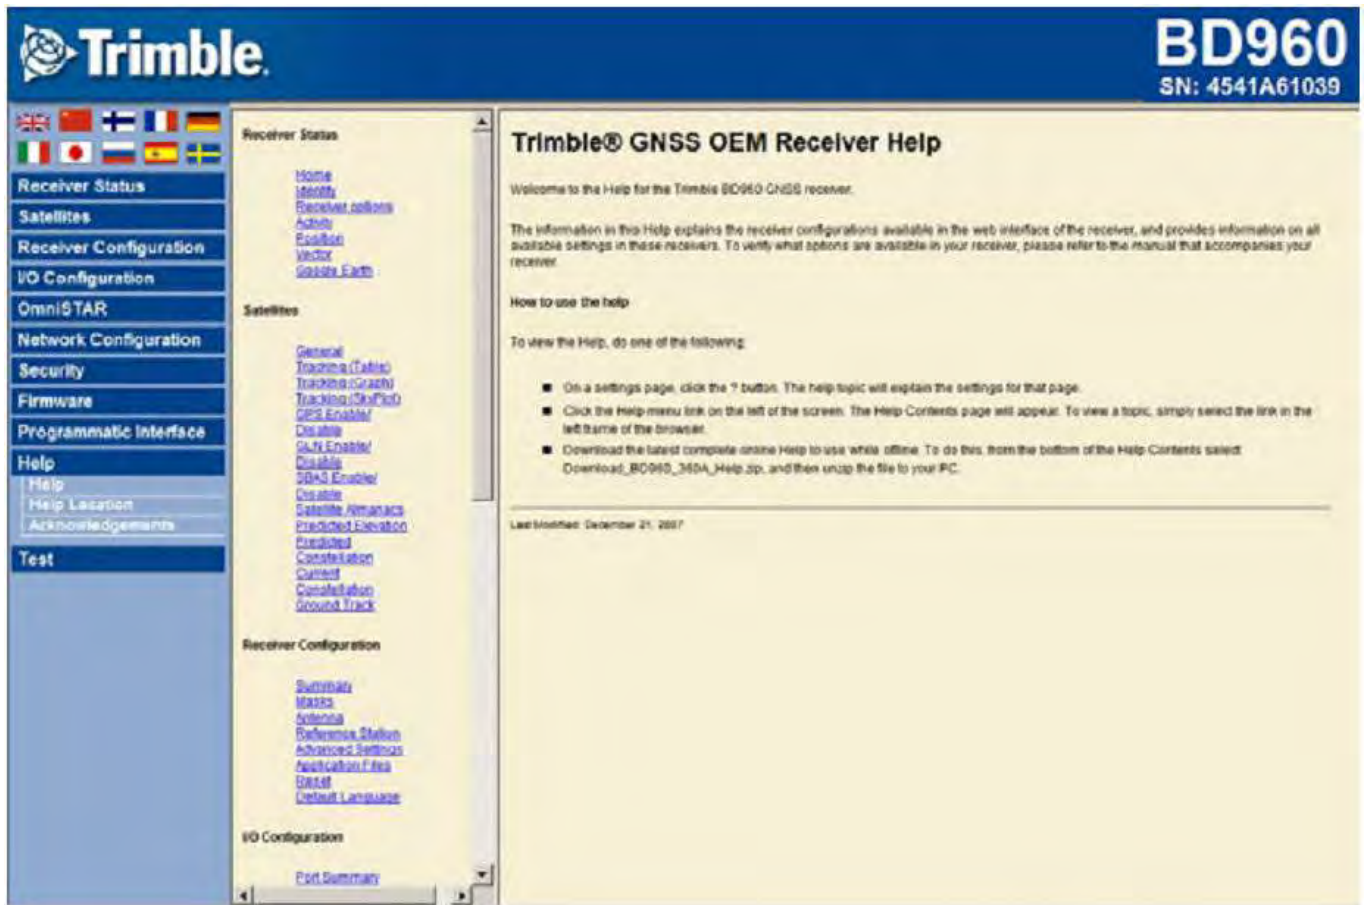 Trimble.
BD960
SN: 4541A61039
Receiver Status
Satellites
Receiver Configuration
I/O Configuration
OmniSTAR
Network Configuration
Security
Firmware
Programmatic Interface
Help
Help
Help Location
Acknowledgements
Test
Receiver Status
Home
Identity
Receiver options
Activity
Position
Vector
Google Earth
Satellites
General
Tracking (Table)
Tracking (Graph)
Tracking (SkyPlot)
GPS Enable/
Disable
GLN Enable/
Disable
SBAS Enable/
Disable
Satellite Almanacs
Predicted Elevation
Predicted
Constellation
Current
Constellation
Ground Track
Receiver Configuration
Summary
Masks
Antenna
Reference Station
Advanced Settings
Application Files
Reset
Default Language
I/O Configuration
Port Summary
Trimble® GNSS OEM Receiver Help
Welcome to the Help for the Trimble BD960 GNSS receiver.
The information in this Help explains the receiver configurations available in the web interface of the receiver, and provides information on all
available settings in these receivers. To verify what options are available in your receiver, please refer to the manual that accompanies your
receiver.
How to use the help
To view the Help, do one of the following:
■ On a settings page, click the ? button. The help topic will explain the settings for that page.
■ Click the Help menu link on the left of the screen. The Help Contents page will appear. To view a topic, simply select the link in the
left frame of the browser.
■ Download the latest complete online Help to use while offline. To do this, from the bottom of the Help Contents select
Download_BD960_360A_Help.zip, and then unzip the file to your PC.
Last Modified: December 21, 2007